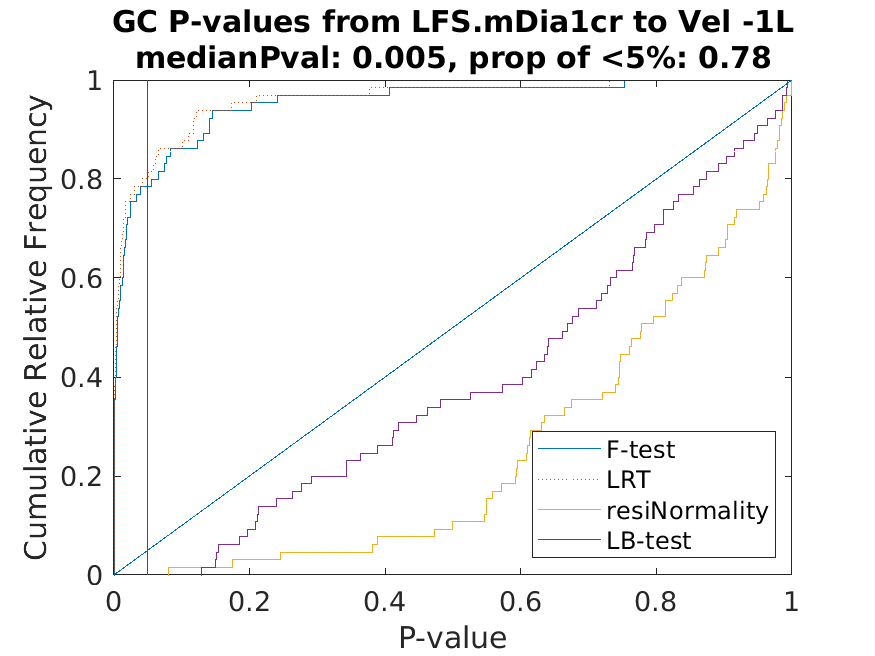 GC P-values from LFS.mDia1cr to Vel -1L
medianPval: 0.005, prop of <5%: 0.78
1
0.8
0.6
0.4
0.2
0
Cumulative Relative Frequency
F-test
LRT
resiNormality
LB-test
0 0.2 0.4 0.6 0.8 1
P-value